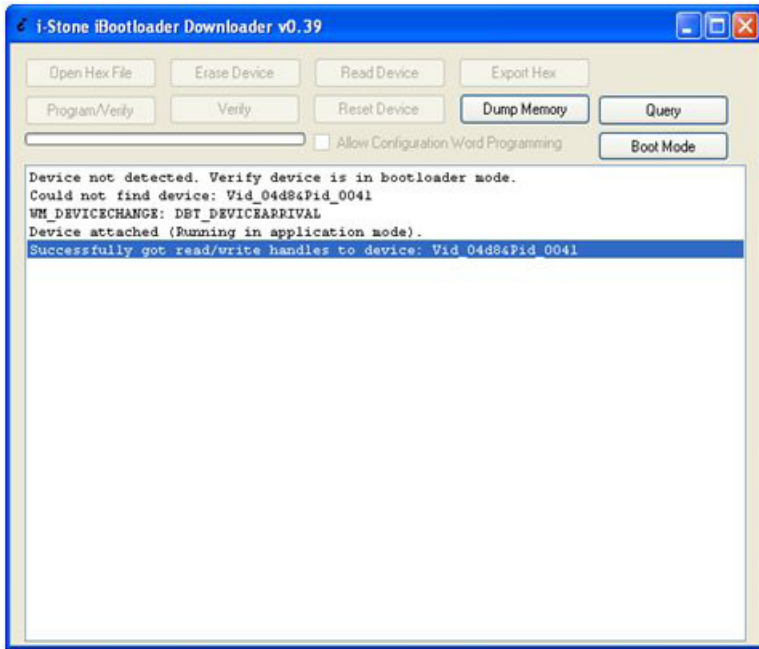 i-Stone iBootloader Downloader v0.39
Open Hex File Erase Device Read Device Export Hex
Program/Verify Verify Reset Device Dump Memory Query
Allow Configuration Word Programming Boot Mode
Device not detected. Verify device is in bootloader mode.
Could not find device: Vid_04d8&Pid_0041
WM_DEVICECHANGE: DBT_DEVICEARRIVAL
Device attached (Running in application mode).
Successfully got read/write handles to device: Vid_04d8&Pid_0041